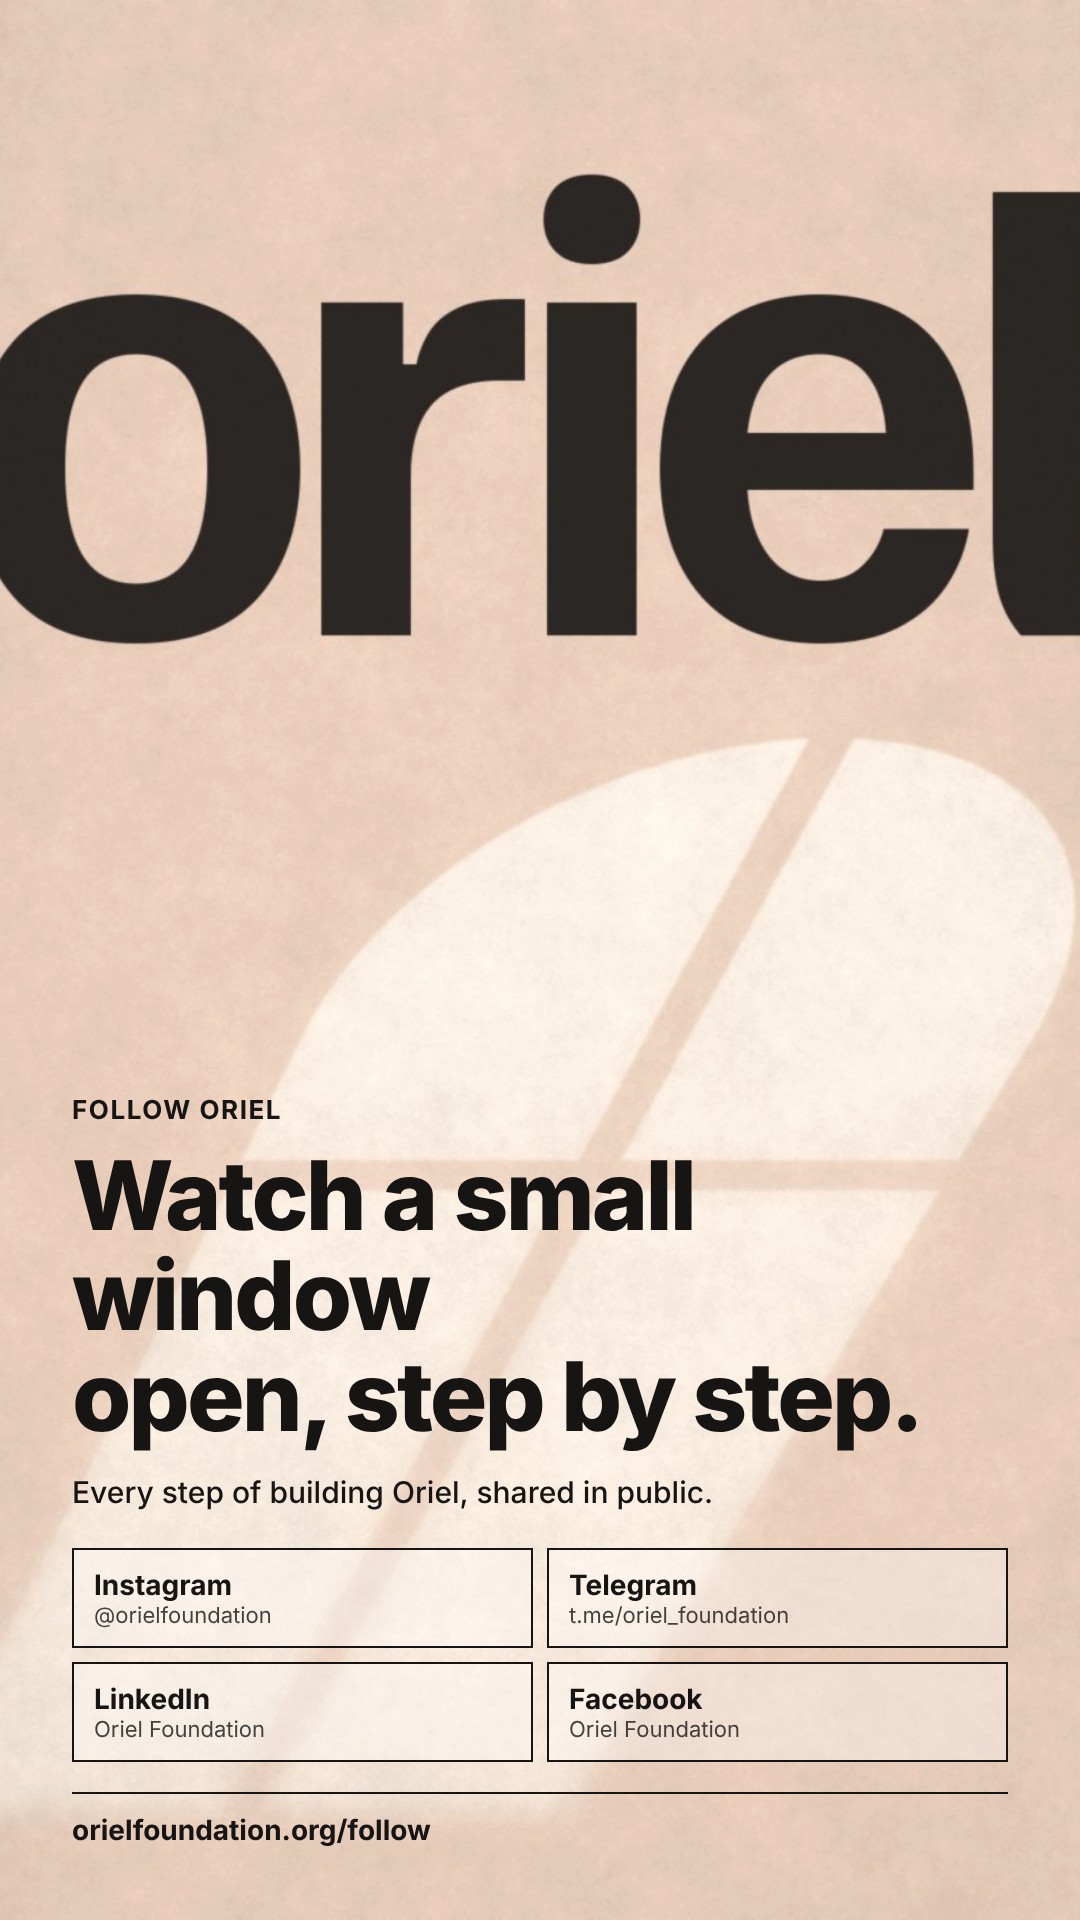 oriel
FOLLOW ORIEL
Watch a small
window
open, step by step.
Every step of building Oriel, shared in public.
Instagram
@orielfoundation
Telegram
t.me/oriel_foundation
LinkedIn
Oriel Foundation
Facebook
Oriel Foundation
orielfoundation.org/follow